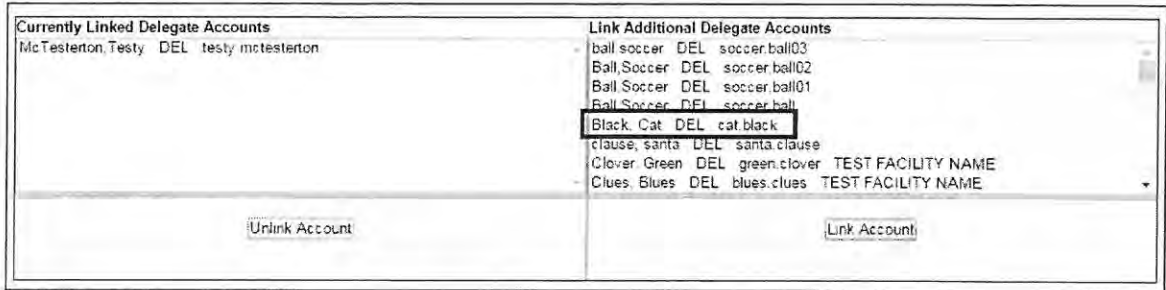 Currently Linked Delegate Accounts
McTesterton,Testy DEL testy.mctesterton
Unlink Account
Link Additional Delegate Accounts
ball.soccer DEL soccer.ball03
Ball,Soccer DEL soccer.ball02
Ball,Soccer DEL soccer.ball01
Ball,Soccer DEL soccer.ball
Black, Cat DEL cat.black
clause, santa DEL santa.clause
Clover, Green DEL green.clover TEST FACILITY NAME
Clues, Blues DEL blues.clues TEST FACILITY NAME
Link Account